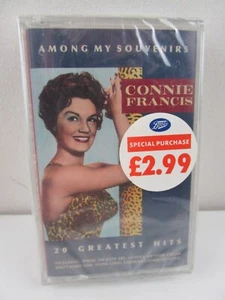 AMONG MY SOUVENIRS
CONNIE
FRANCIS
Boots
SPECIAL PURCHASE
£2.99
20 GREATEST HITS